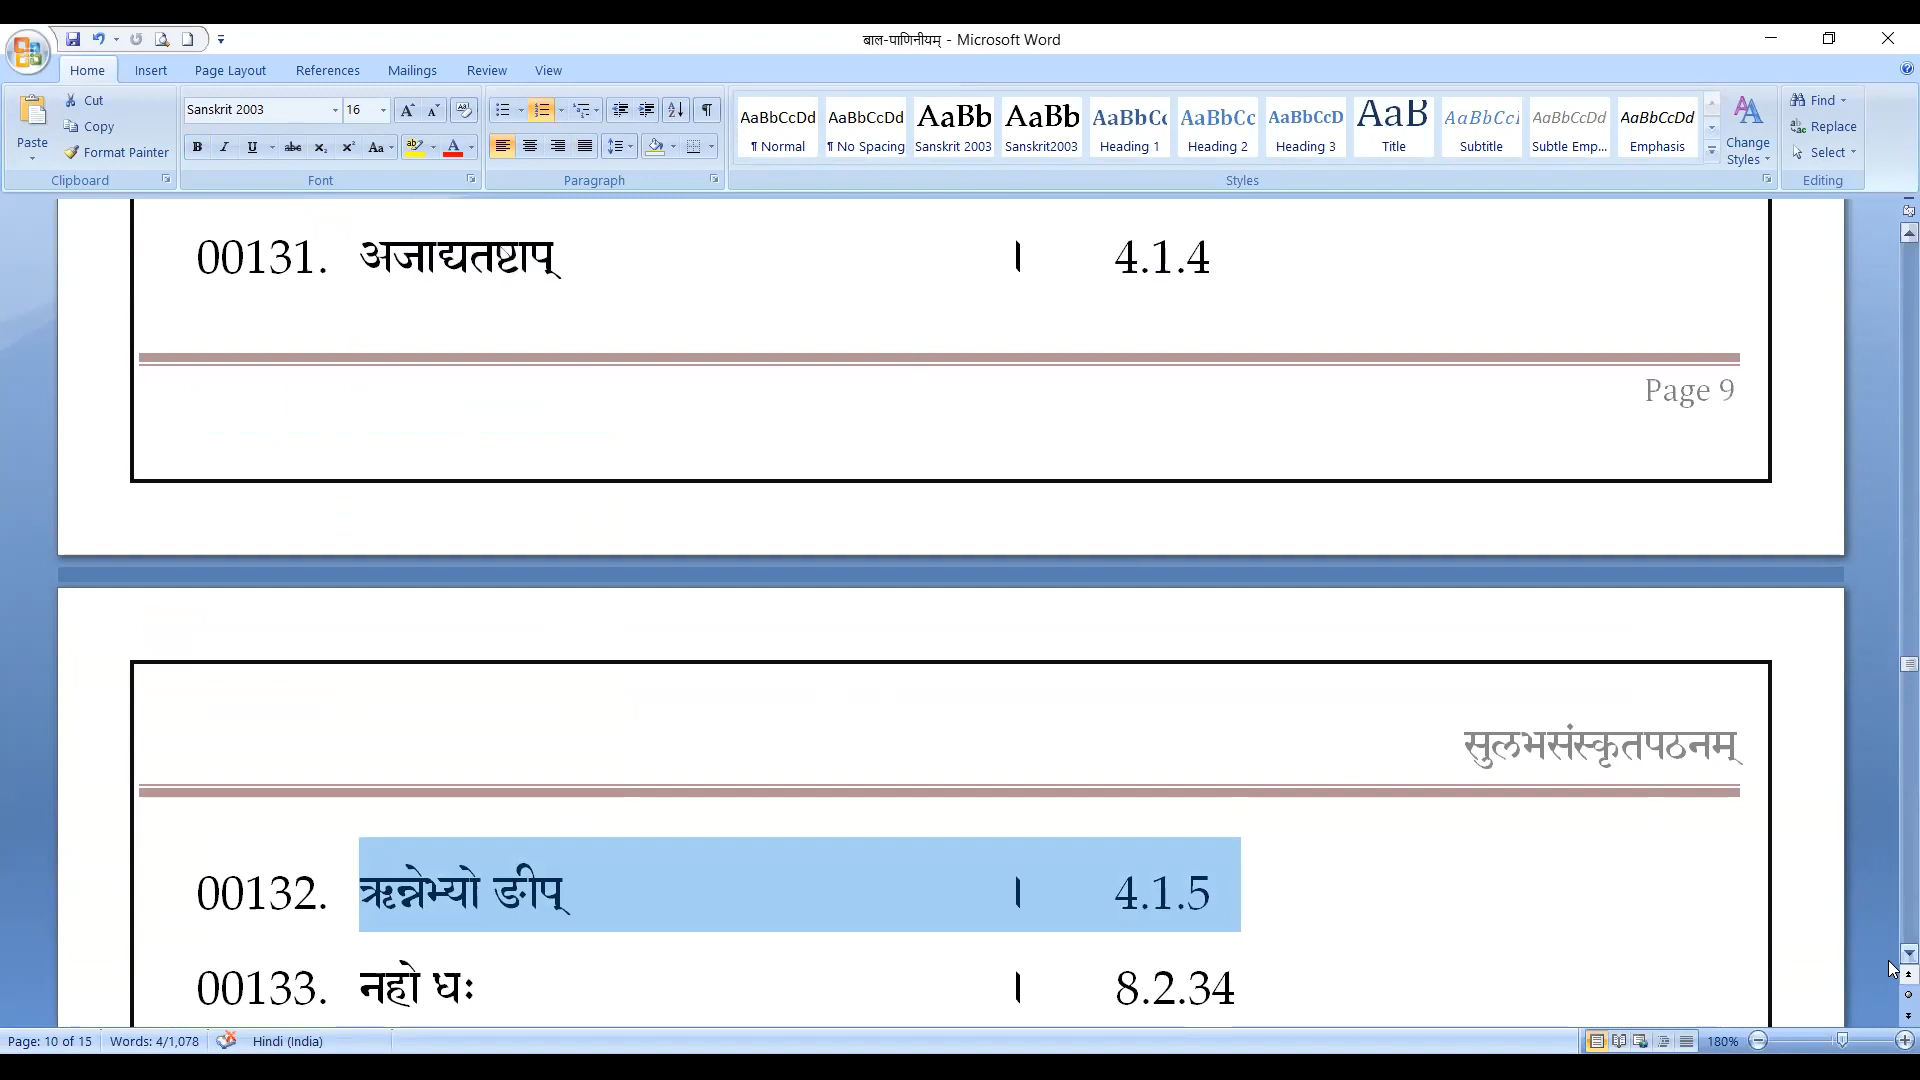 बाल-पाणिनीयम् - Microsoft Word
Home Insert Page Layout References Mailings Review View
Paste Cut Copy Format Painter Clipboard
Sanskrit 2003 16 Font
Paragraph
AaBbCcDd AaBbCcDd AaBb AaBb AaBbCc AaBbCc AaBbCcD AaB AaBbCcI AaBbCcDd AaBbCcDd
¶ Normal ¶ No Spacing Sanskrit 2003 Sanskrit2003 Heading 1 Heading 2 Heading 3 Title Subtitle Subtle Emp... Emphasis
Styles
Change Styles
Find Replace Select Editing
00131. अजाद्यतष्टाप् । 4.1.4
Page 9
सुलभसंस्कृतपठनम्
00132. ऋन्नेभ्यो ङीप् । 4.1.5
00133. नहो धः । 8.2.34
Page: 10 of 15 Words: 4/1,078 Hindi (India) 180%